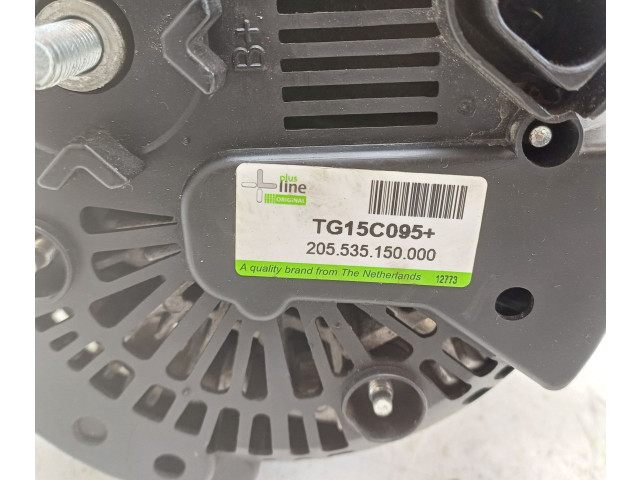 B+
plus
line
ORIGINAL
TG15C095+
205.535.150.000
A quality brand from The Netherlands 12773